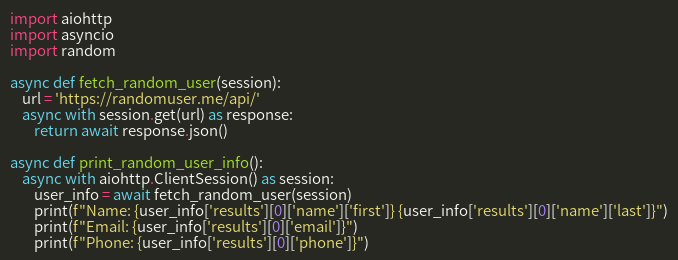 import aiohttp
import asyncio
import random

async def fetch_random_user(session):
    url = 'https://randomuser.me/api/'
    async with session.get(url) as response:
        return await response.json()

async def print_random_user_info():
    async with aiohttp.ClientSession() as session:
        user_info = await fetch_random_user(session)
        print(f"Name: {user_info['results'][0]['name']['first']} {user_info['results'][0]['name']['last']}")
        print(f"Email: {user_info['results'][0]['email']}")
        print(f"Phone: {user_info['results'][0]['phone']}")